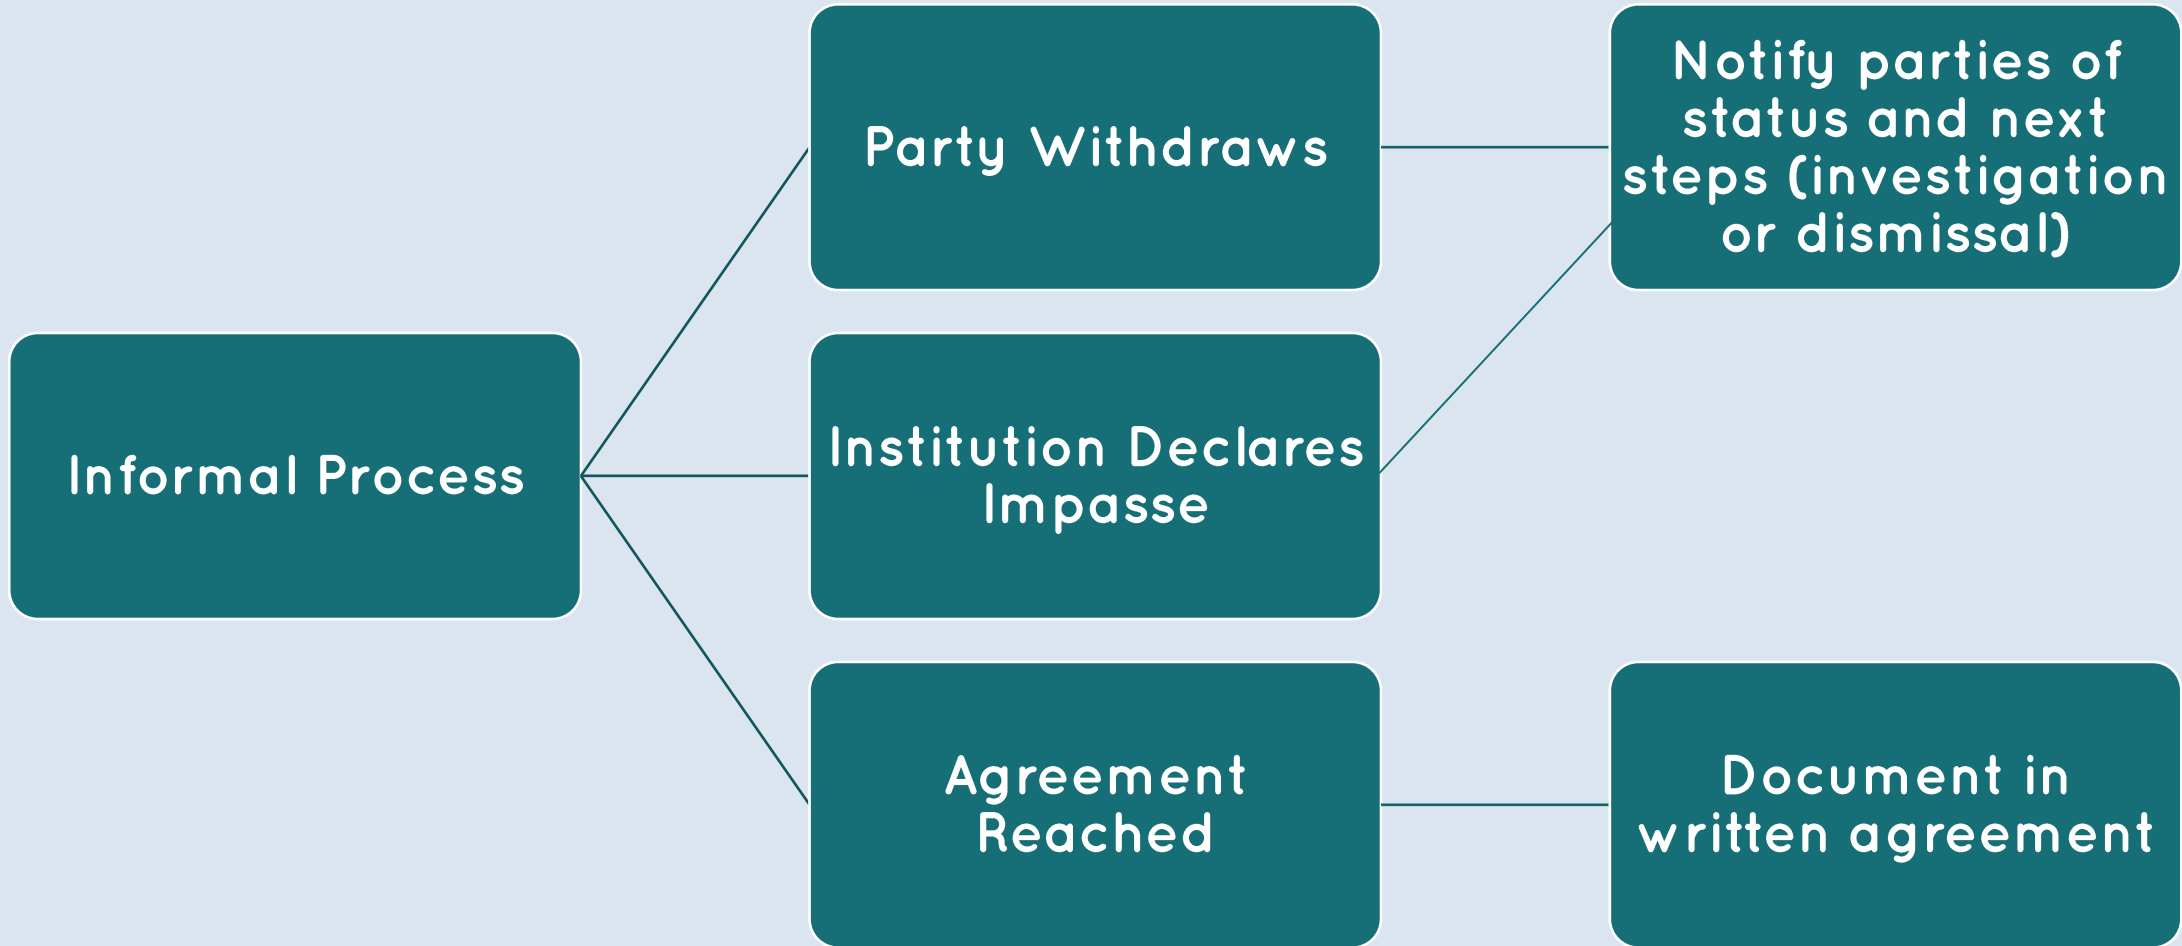 Informal Process
Party Withdraws
Notify parties of
status and next
steps (investigation
or dismissal)
Institution Declares
Impasse
Agreement
Reached
Document in
written agreement